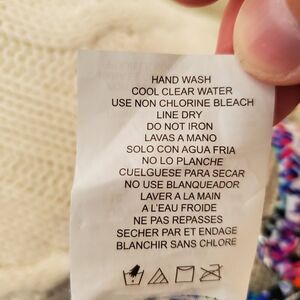 HAND WASH
COOL CLEAR WATER
USE NON CHLORINE BLEACH
LINE DRY
DO NOT IRON
LAVAS A MANO
SOLO CON AGUA FRIA
NO LO PLANCHE
CUELGUESE PARA SECAR
NO USE BLANQUEADOR
LAVER A LA MAIN
A L'EAU FROIDE
NE PAS REPASSES
SECHER PAR ET ENDAGE
BLANCHIR SANS CHLORE